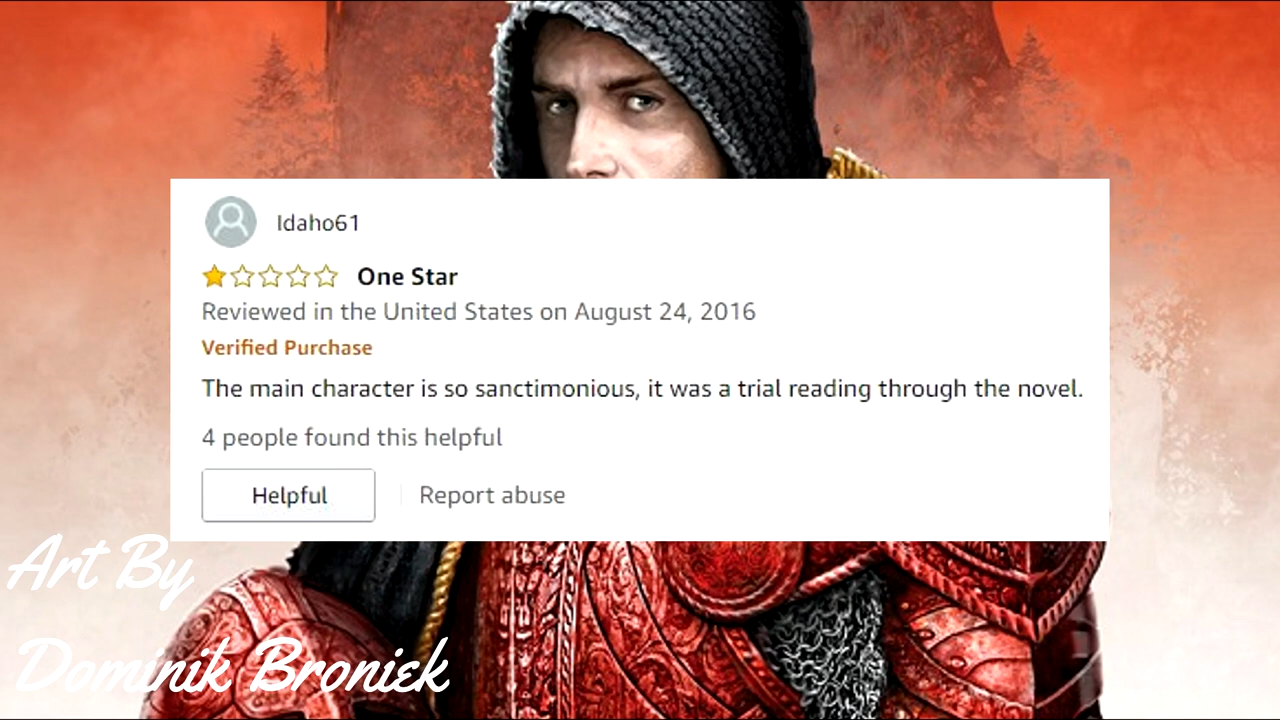 Idaho61
One Star
Reviewed in the United States on August 24, 2016
Verified Purchase
The main character is so sanctimonious, it was a trial reading through the novel.
4 people found this helpful
Helpful
Report abuse
Art By
Dominik Broniek